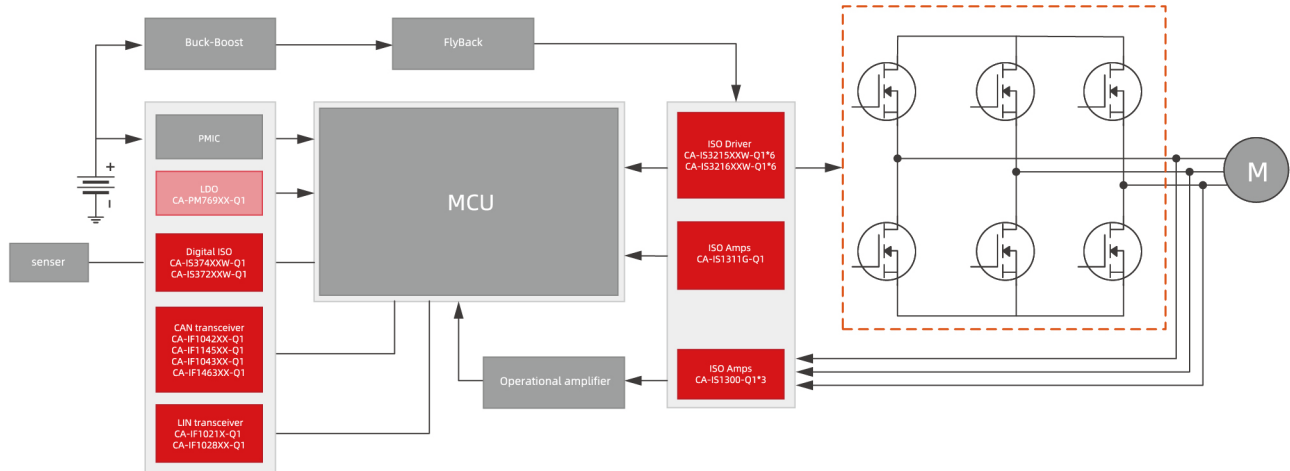 Buck-Boost
FlyBack
PMIC
LDO
CA-PM769XX-Q1
+
-
senser
Digital ISO
CA-IS374XXW-Q1
CA-IS372XXW-Q1
CAN transceiver
CA-IF1042XX-Q1
CA-IF1145XX-Q1
CA-IF1043XX-Q1
CA-IF1463XX-Q1
LIN transceiver
CA-IF1021X-Q1
CA-IF1028XX-Q1
MCU
Operational amplifier
ISO Driver
CA-IS3215XXW-Q1*6
CA-IS3216XXW-Q1*6
ISO Amps
CA-IS1311G-Q1
ISO Amps
CA-IS1300-Q1*3
M